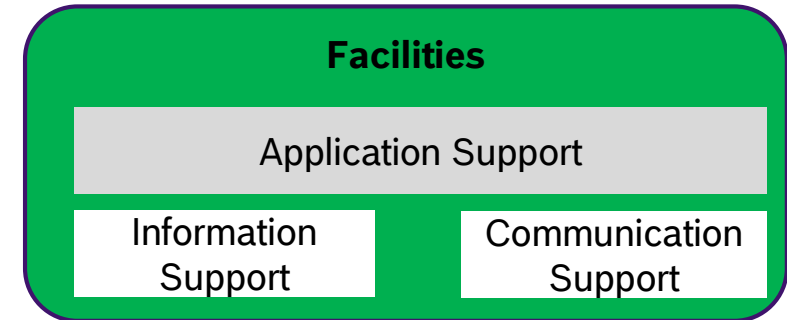 Facilities
Application Support
Information
Support
Communication
Support